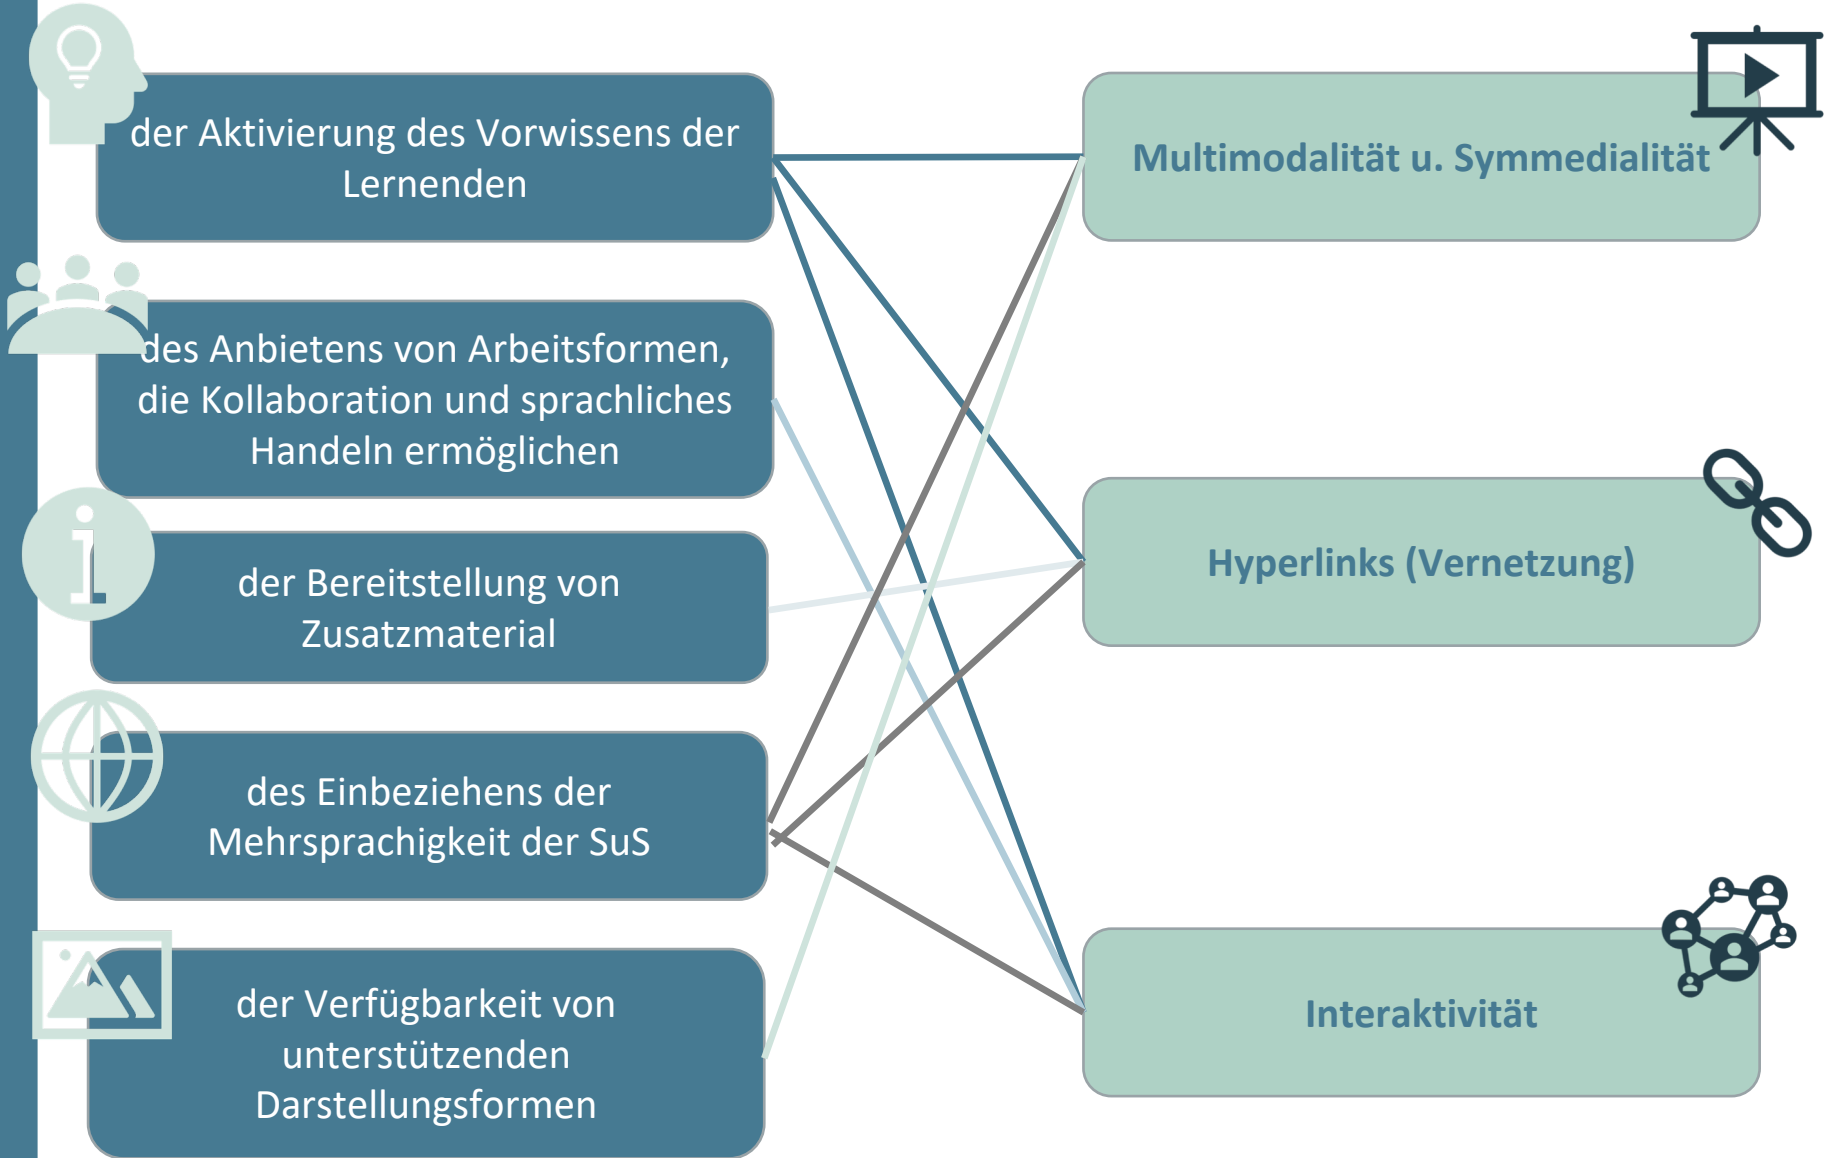 der Aktivierung des Vorwissens der
Lernenden
des Anbietens von Arbeitsformen,
die Kollaboration und sprachliches
Handeln ermöglichen
der Bereitstellung von
Zusatzmaterial
des Einbeziehens der
Mehrsprachigkeit der SuS
der Verfügbarkeit von
unterstützenden
Darstellungsformen
Multimodalität u. Symmedialität
Hyperlinks (Vernetzung)
Interaktivität